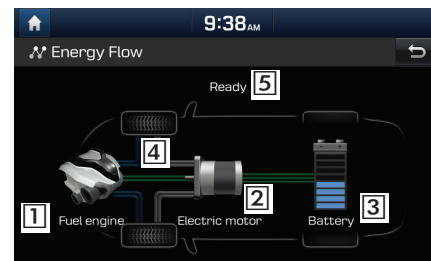 9:38AM
Energy Flow
Ready 5
4
2
1
3
Fuel engine
Electric motor
Battery